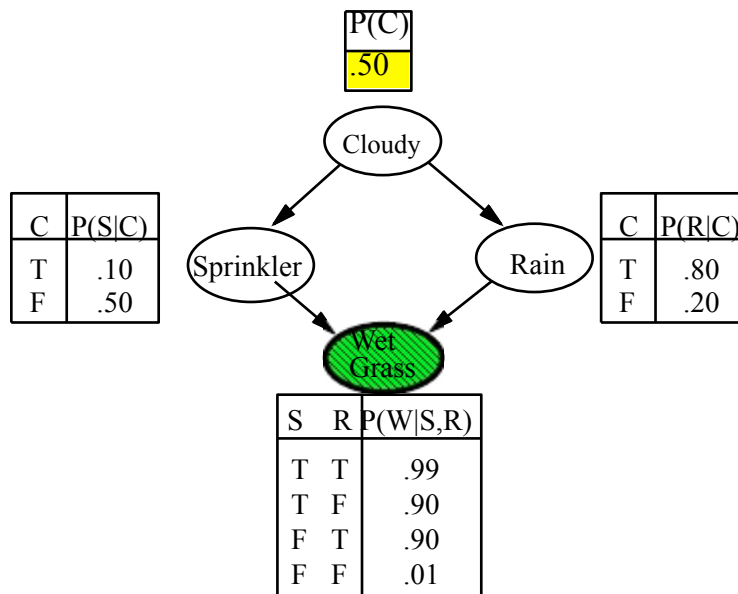 P(C)
.50
Cloudy
C P(S|C)
T .10
F .50
Sprinkler
Rain
C P(R|C)
T .80
F .20
Wet
Grass
S R P(W|S,R)
T T .99
T F .90
F T .90
F F .01